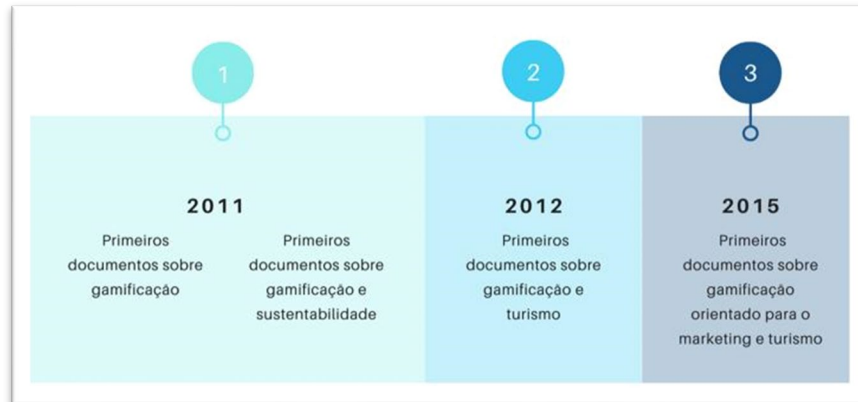 1
2
3
2011
Primeiros
documentos sobre
gamificação
Primeiros
documentos sobre
gamificação e
sustentabilidade
2012
Primeiros
documentos sobre
gamificação e
turismo
2015
Primeiros
documentos sobre
gamificação
orientado para o
marketing e turismo